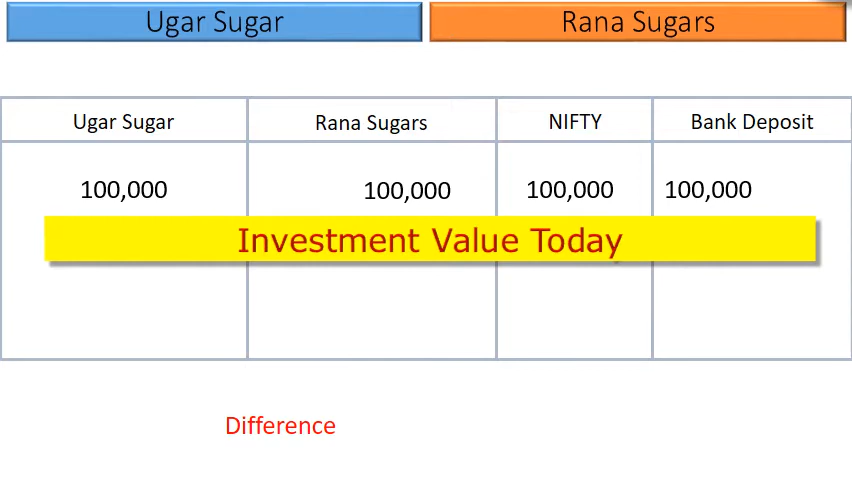 Ugar Sugar Rana Sugars
Ugar Sugar Rana Sugars NIFTY Bank Deposit
100,000 100,000 100,000 100,000
Investment Value Today
Difference